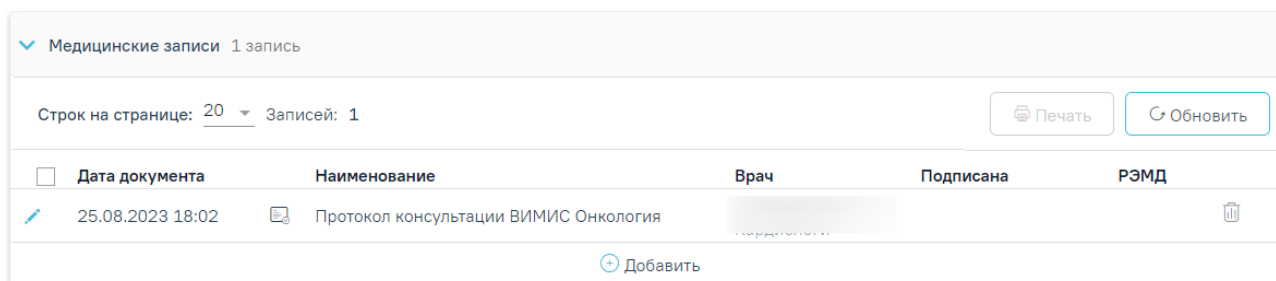 Медицинские записи 1 запись
Строк на странице: 20 Записей: 1 Печать Обновить
Дата документа Наименование Врач Подписана РЭМД
25.08.2023 18:02 Протокол консультации ВИМИС Онкология
Добавить